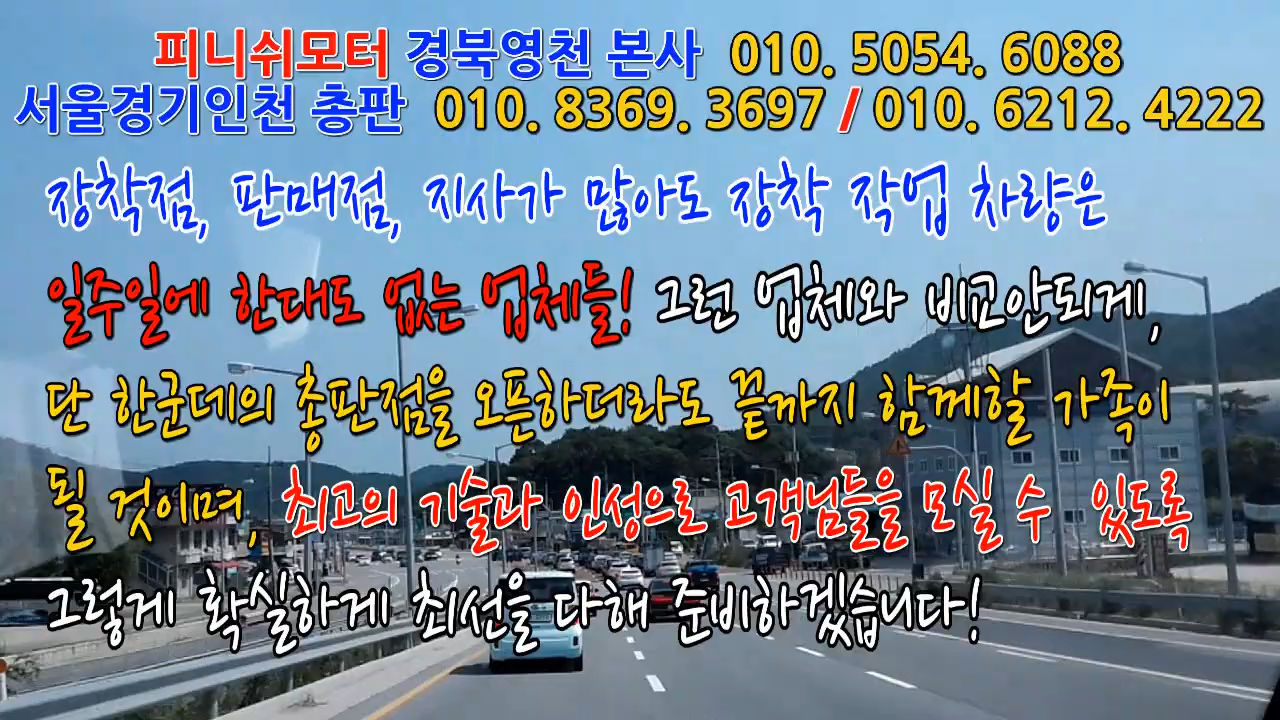 피니쉬모터 경북영천 본사 010. 5054. 6088
서울경기인천 총판 010. 8369. 3697 / 010. 6212. 4222
장착점, 판매점, 지사가 많아도 장착 작업 차량은
일주일에 한대도 없는 업체들! 그런 업체와 비교안되게,
단 한군데의 총판점을 오픈하더라도 끝까지 함께할 가족이
될 것이며, 최고의 기술과 인성으로 고객님들을 모실 수 있도록
그렇게 확실하게 최선을 다해 준비하겠습니다!